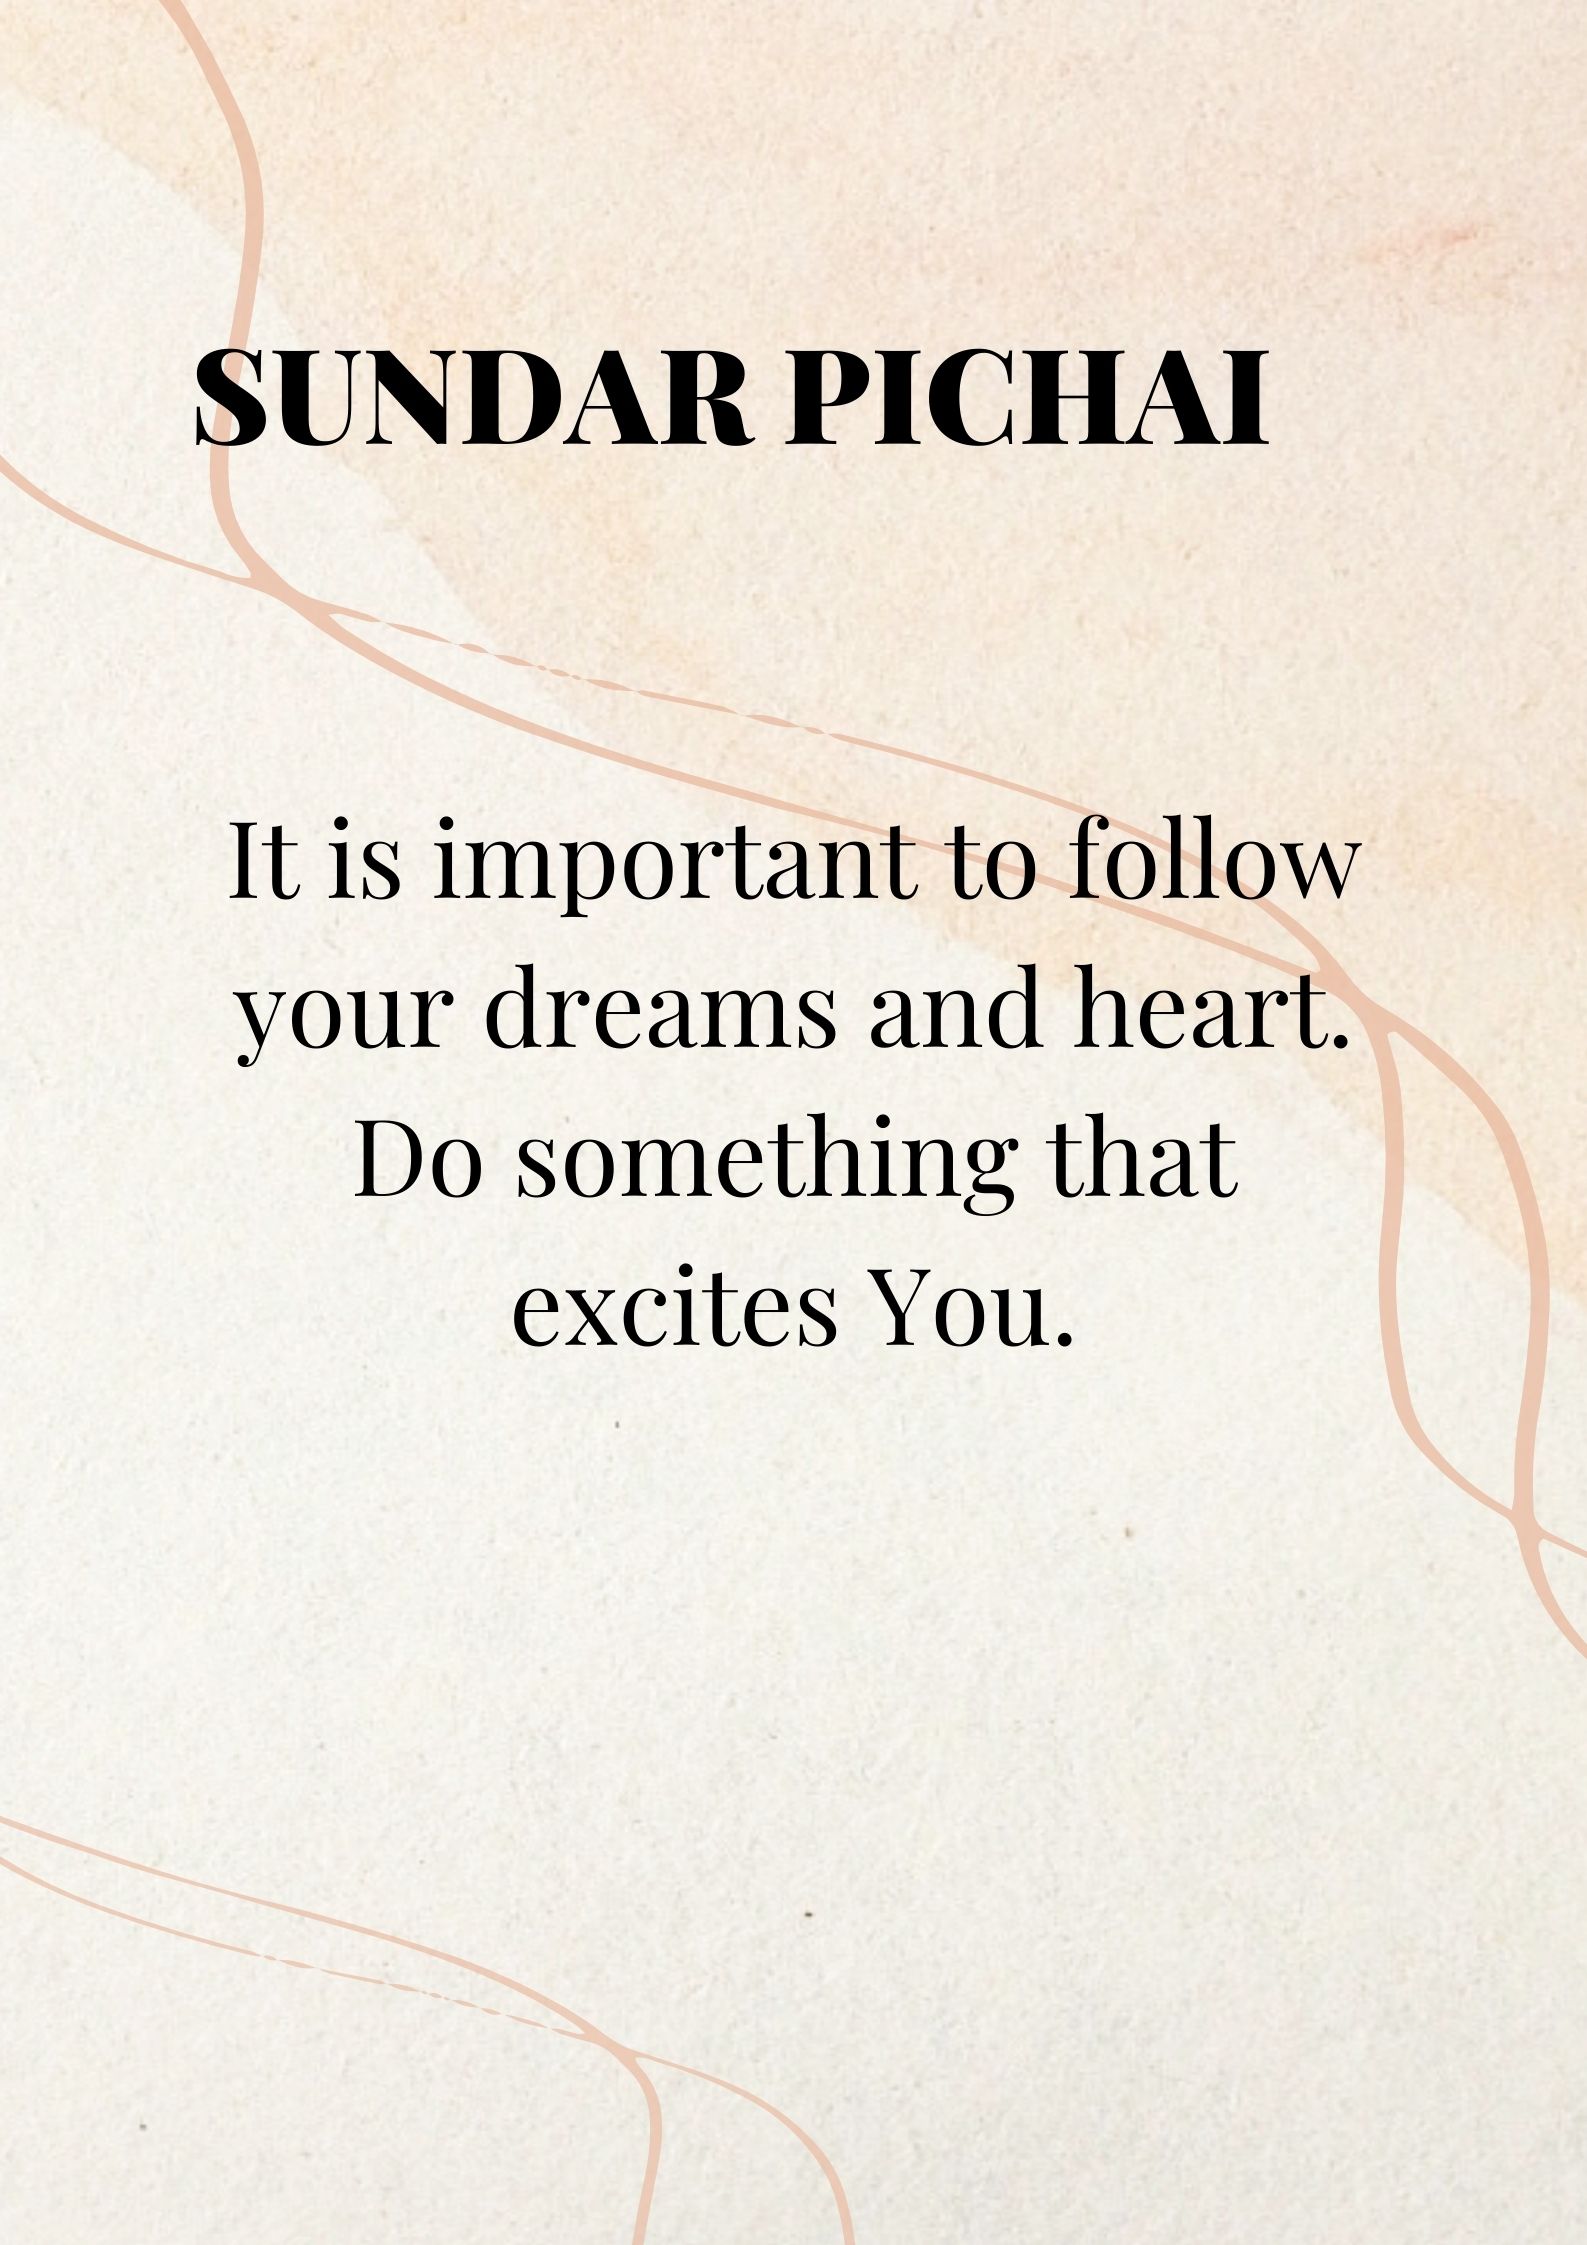 SUNDAR PICHAI
It is important to follow
your dreams and heart.
Do something that
excites You.